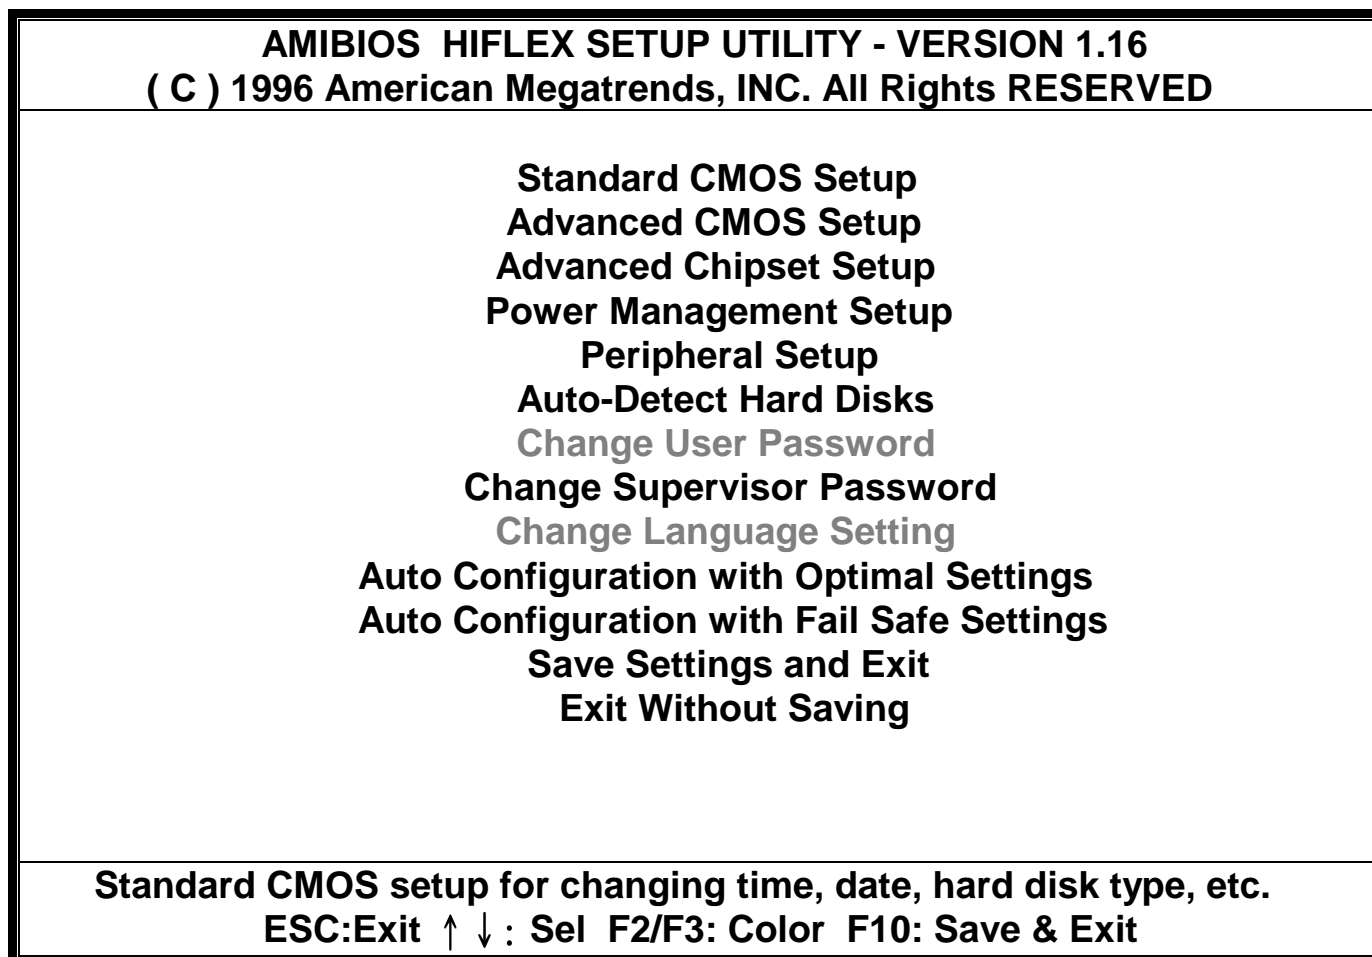 AMIBIOS HIFLEX SETUP UTILITY - VERSION 1.16
( C ) 1996 American Megatrends, INC. All Rights RESERVED
Standard CMOS Setup
Advanced CMOS Setup
Advanced Chipset Setup
Power Management Setup
Peripheral Setup
Auto-Detect Hard Disks
Change User Password
Change Supervisor Password
Change Language Setting
Auto Configuration with Optimal Settings
Auto Configuration with Fail Safe Settings
Save Settings and Exit
Exit Without Saving
Standard CMOS setup for changing time, date, hard disk type, etc.
ESC:Exit ↑ ↓ : Sel F2/F3: Color F10: Save & Exit